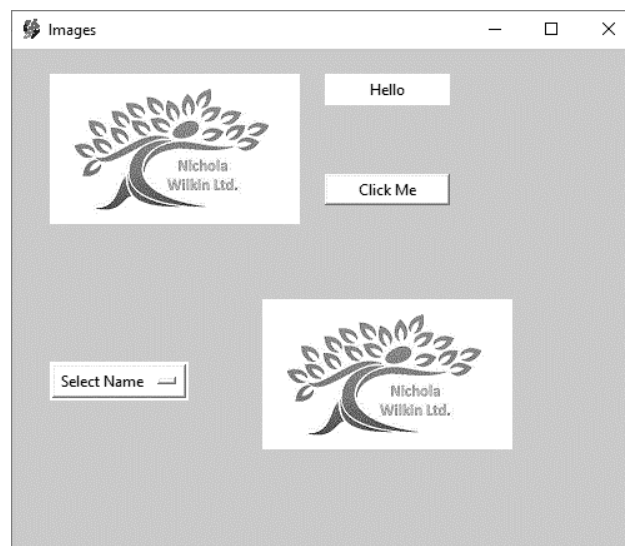 Images
Hello
Nichola
Wilkin Ltd.
Click Me
Select Name
Nichola
Wilkin Ltd.